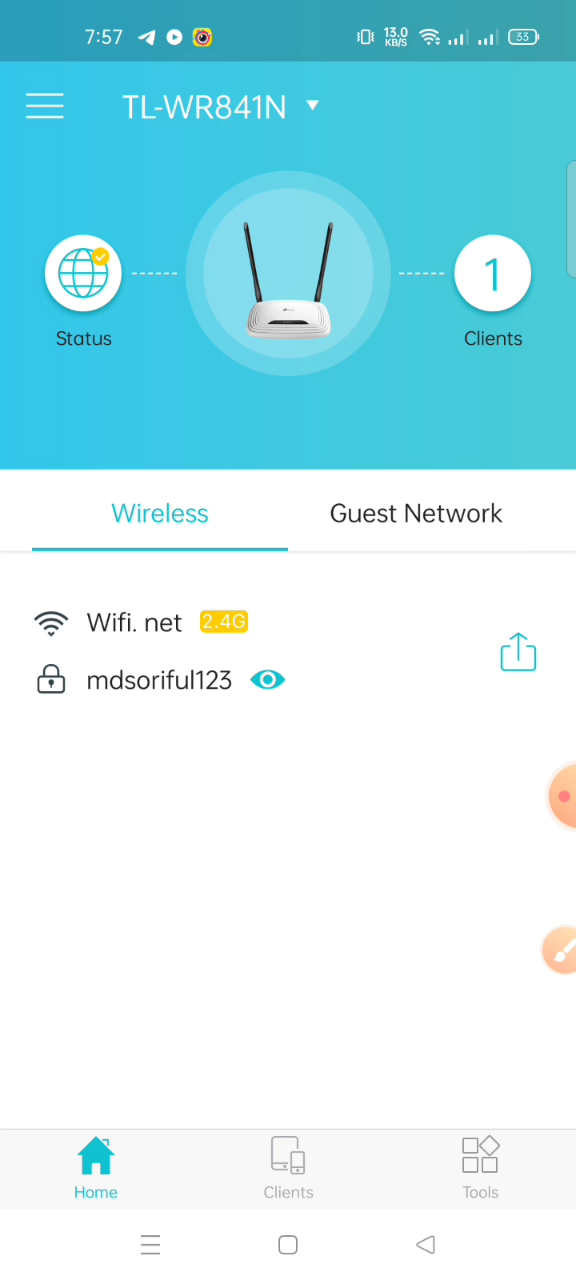 7:57 13.0 KB/S 33
TL-WR841N
1
Status
Clients
Wireless Guest Network
Wifi. net 2.4G
mdsoriful123
Home Clients Tools